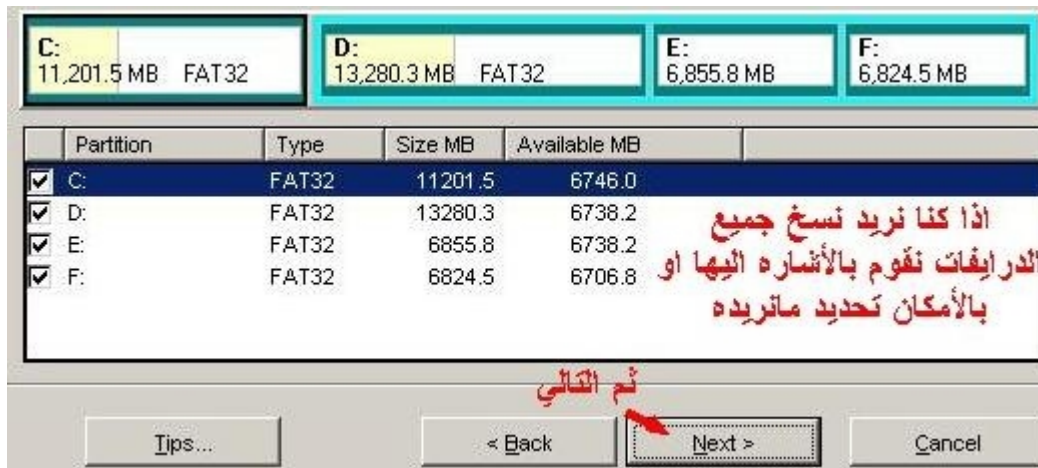 C: D: E: F:
11,201.5 MB FAT32 13,280.3 MB FAT32 6,855.8 MB 6,824.5 MB
Partition Type Size MB Available MB
C: FAT32 11201.5 6746.0
D: FAT32 13280.3 6738.2
E: FAT32 6855.8 6738.2
F: FAT32 6824.5 6706.8
اذا كنا نريد نسخ جميع
الدرايفات نقوم بالأشاره اليها او
بالأمكان تحديد مانريده
ثم التالي
Tips... < Back Next > Cancel